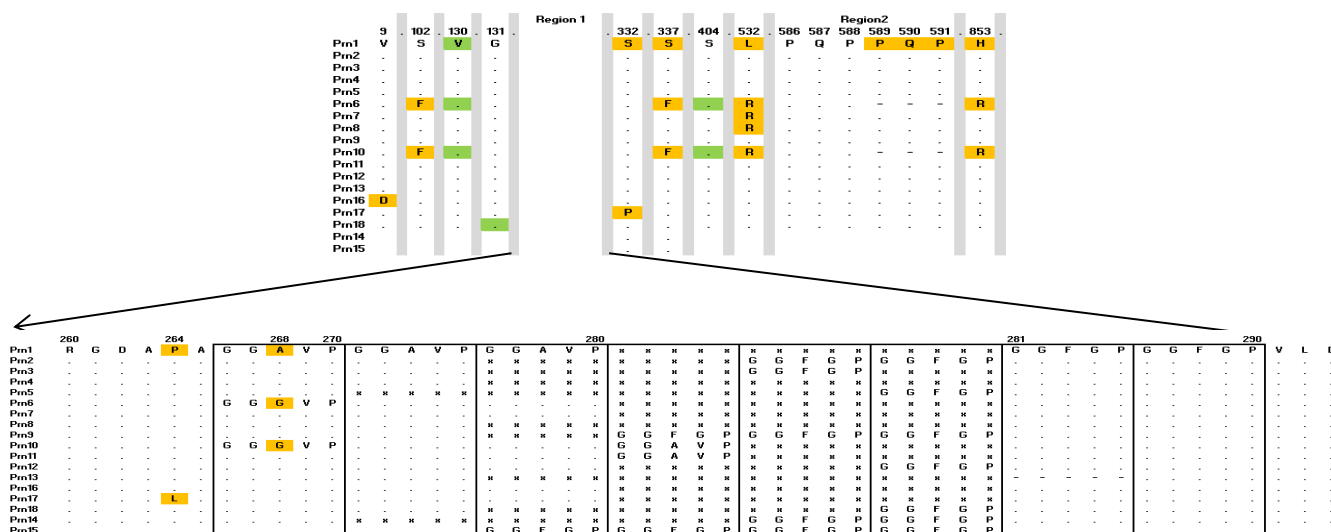 Region 1 Region2
9 . 102 . 130 . 131 . . 332 . 337 . 404 . 532 . 586 587 588 589 590 591 . 853 .
Prn1 V S V G S S S L P Q P P Q P H
Prn2 . . . . . . . . . . . . . . .
Prn3 . . . . . . . . . . . . . . .
Prn4 . . . . . . . . . . . . . . .
Prn5 . . . . . . . . . . . . . . .
Prn6 . F . . . F . R . . . - - - R
Prn7 . . . . . . . R . . . . . . .
Prn8 . . . . . . . R . . . . . . .
Prn9 . . . . . . . . . . . . . . .
Prn10 . F . . . F . R . . . - - - R
Prn11 . . . . . . . . . . . . . . .
Prn12 . . . . . . . . . . . . . . .
Prn13 . . . . . . . . . . . . . . .
Prn16 D . . . . . . . . . . . . . .
Prn17 . . . . P . . . . . . . . . .
Prn18 . . . . . . . . . . . . . . .
Prn14 . . . . . .
Prn15 . . . . . .
260 264 268 270 280 281 290
Prn1 R G D A P A G G A V P G G A V P G G A V P * * * * * * * * * * * * * * * G G F G P G G F G P V L D
Prn2 . . . . . . . . . . . . . . . . * * * * * * * * * * G G F G P G G F G P . . . . . . . . . . . . .
Prn3 . . . . . . . . . . . . . . . . * * * * * * * * * * G G F G P * * * * * . . . . . . . . . . . . .
Prn4 . . . . . . . . . . . . . . . . * * * * * * * * * * * * * * * * * * * * . . . . . . . . . . . . .
Prn5 . . . . . . . . . . . * * * * * * * * * * * * * * * * * * * * G G F G P . . . . . . . . . . . . .
Prn6 . . . . . . G G G V P . . . . . . . . . . * * * * * * * * * * * * * * * . . . . . . . . . . . . .
Prn7 . . . . . . . . . . . . . . . . . . . . . * * * * * * * * * * * * * * * . . . . . . . . . . . . .
Prn8 . . . . . . . . . . . . . . . . * * * * * * * * * * * * * * * * * * * * . . . . . . . . . . . . .
Prn9 . . . . . . . . . . . . . . . . * * * * * G G F G P G G F G P G G F G P . . . . . . . . . . . . .
Prn10 . . . . . . G G G V P . . . . . . . . . . G G A V P * * * * * * * * * * . . . . . . . . . . . . .
Prn11 . . . . . . . . . . . . . . . . . . . . . G G A V P * * * * * * * * * * . . . . . . . . . . . . .
Prn12 . . . . . . . . . . . . . . . . . . . . . * * * * * * * * * * G G F G P . . . . . . . . . . . . .
Prn13 . . . . . . . . . . . . . . . . * * * * * * * * * * * * * * * * * * * * - - - - - . . . . . . . .
Prn16 . . . . . . . . . . . . . . . . . . . . . * * * * * * * * * * * * * * * . . . . . . . . . . . . .
Prn17 . . . . L . . . . . . . . . . . . . . . . * * * * * * * * * * * * * * * . . . . . . . . . . . . .
Prn18 . . . . . . . . . . . . . . . . * * * * * * * * * * * * * * * G G F G P . . . . . . . . . . . . .
Prn14 . . . . . . . . . . . * * * * * * * * * * * * * * * G G F G P G G F G P . . . . . . . . . . . . .
Prn15 . . . . . . . . . . . . . . . . G G F G P G G F G P G G F G P G G F G P . . . . . . . . . . . . .